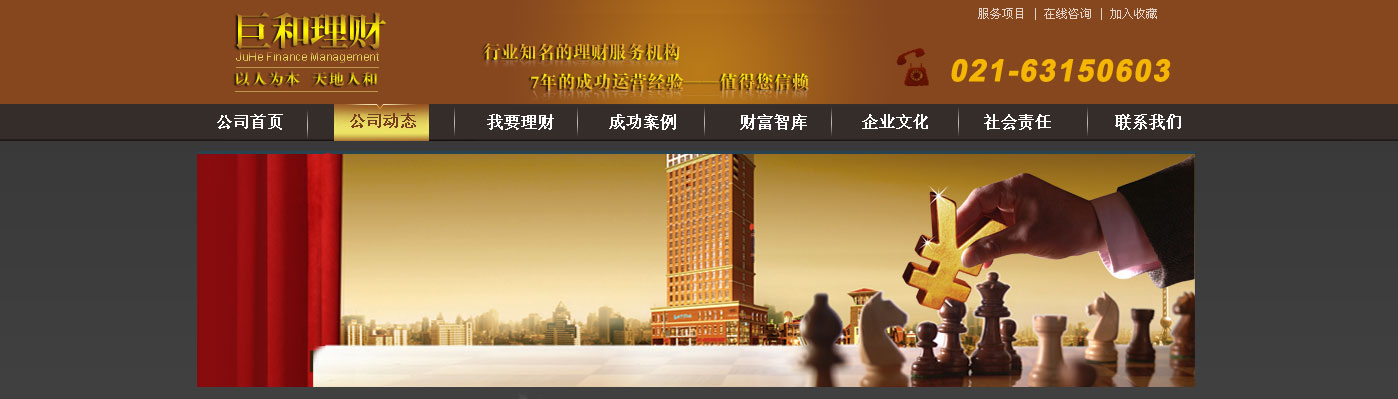 服务项目 | 在线咨询 | 加入收藏
巨和理财
JuHe Finance Management
以人为本 天地人和
行业知名的理财服务机构
7年的成功运营经验——值得您信赖
021-63150603
公司首页 公司动态 我要理财 成功案例 财富智库 企业文化 社会责任 联系我们